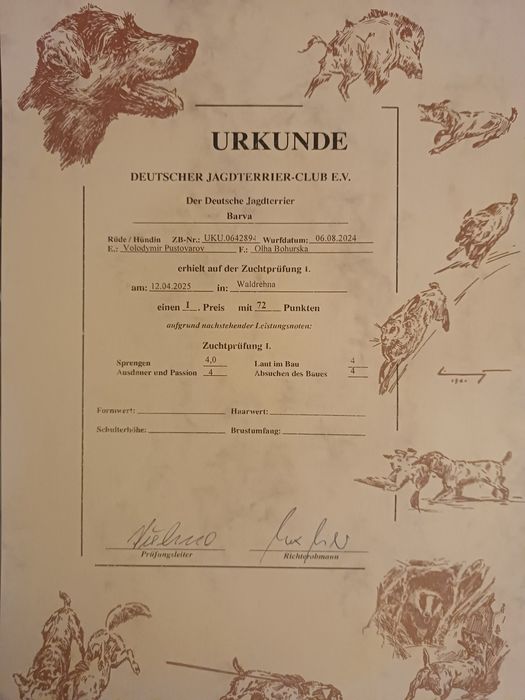 URKUNDE
DEUTSCHER JAGDTERRIER-CLUB E.V.
Der Deutsche Jagdterrier
Barva
Rüde / Hündin ZB-Nr.: UKU.0642894 Wurfdatum: 06.08.2024
E.: Volodymir Pustovarov F.: Olha Bohurska
erhielt auf der Zuchtprüfung I.
am: 12.04.2025 in: Waldrehna
einen I. Preis mit 72 Punkten
aufgrund nachstehender Leistungsnoten:
Zuchtprüfung I.
Sprengen 4,0 Laut im Bau 4
Ausdauer und Passion 4 Absuchen des Baues 4
Formwert: Haarwert:
Schulterhöhe: Brustumfang:
Prüfungsleiter Richterobmann